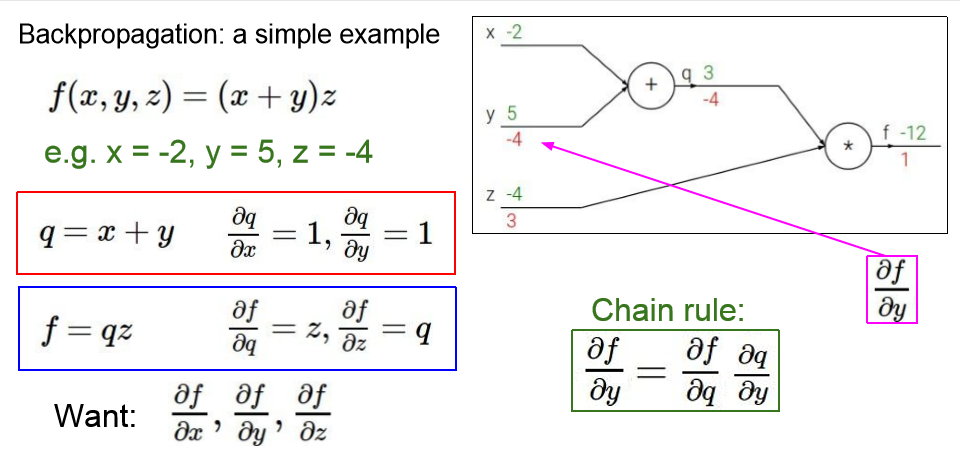 Backpropagation: a simple example
f(x, y, z) = (x + y)z
e.g. x = -2, y = 5, z = -4
q = x + y   ∂q/∂x = 1, ∂q/∂y = 1
f = qz   ∂f/∂q = z, ∂f/∂z = q
Want: ∂f/∂x, ∂f/∂y, ∂f/∂z
x -2
+
q 3
-4
y 5
-4
f -12
*
1
z -4
3
∂f/∂y
Chain rule:
∂f/∂y = ∂f/∂q ∂q/∂y